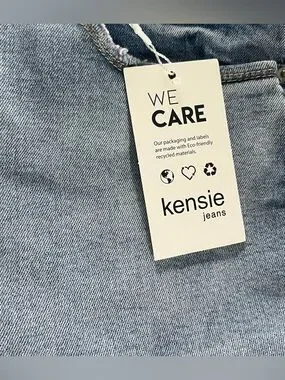 WE
CARE
Our packaging and labels
are made with Eco-friendly
recycled materials.
kensie
jeans